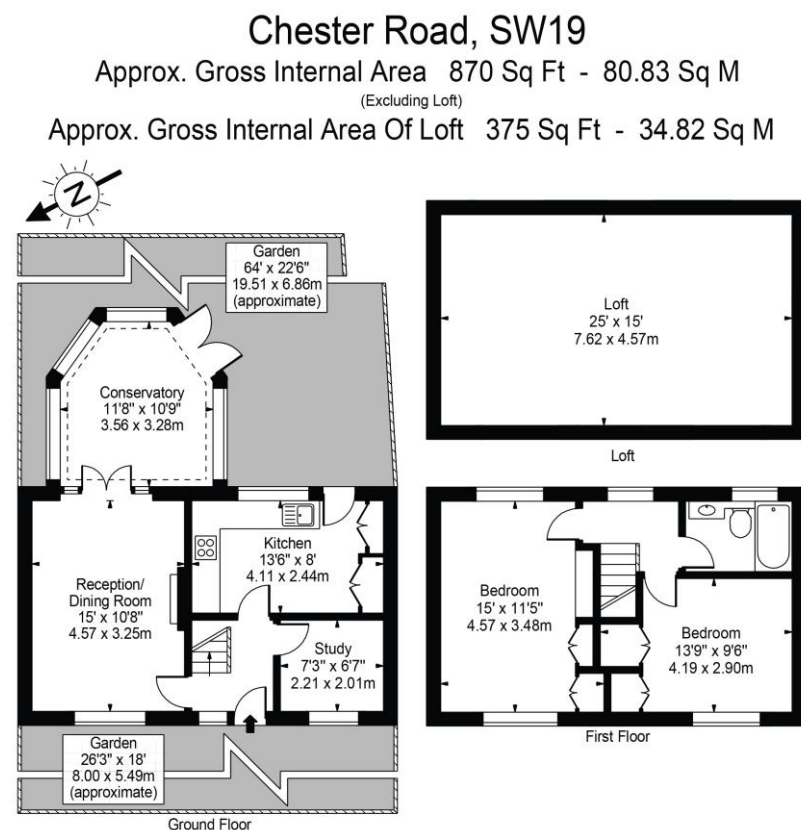 Chester Road, SW19
Approx. Gross Internal Area 870 Sq Ft - 80.83 Sq M
(Excluding Loft)
Approx. Gross Internal Area Of Loft 375 Sq Ft - 34.82 Sq M
N
Garden
64' x 22'6"
19.51 x 6.86m
(approximate)
Conservatory
11'8" x 10'9"
3.56 x 3.28m
Reception/
Dining Room
15' x 10'8"
4.57 x 3.25m
Kitchen
13'6" x 8'
4.11 x 2.44m
Study
7'3" x 6'7"
2.21 x 2.01m
Garden
26'3" x 18'
8.00 x 5.49m
(approximate)
Ground Floor
Loft
25' x 15'
7.62 x 4.57m
Loft
Bedroom
15' x 11'5"
4.57 x 3.48m
Bedroom
13'9" x 9'6"
4.19 x 2.90m
First Floor